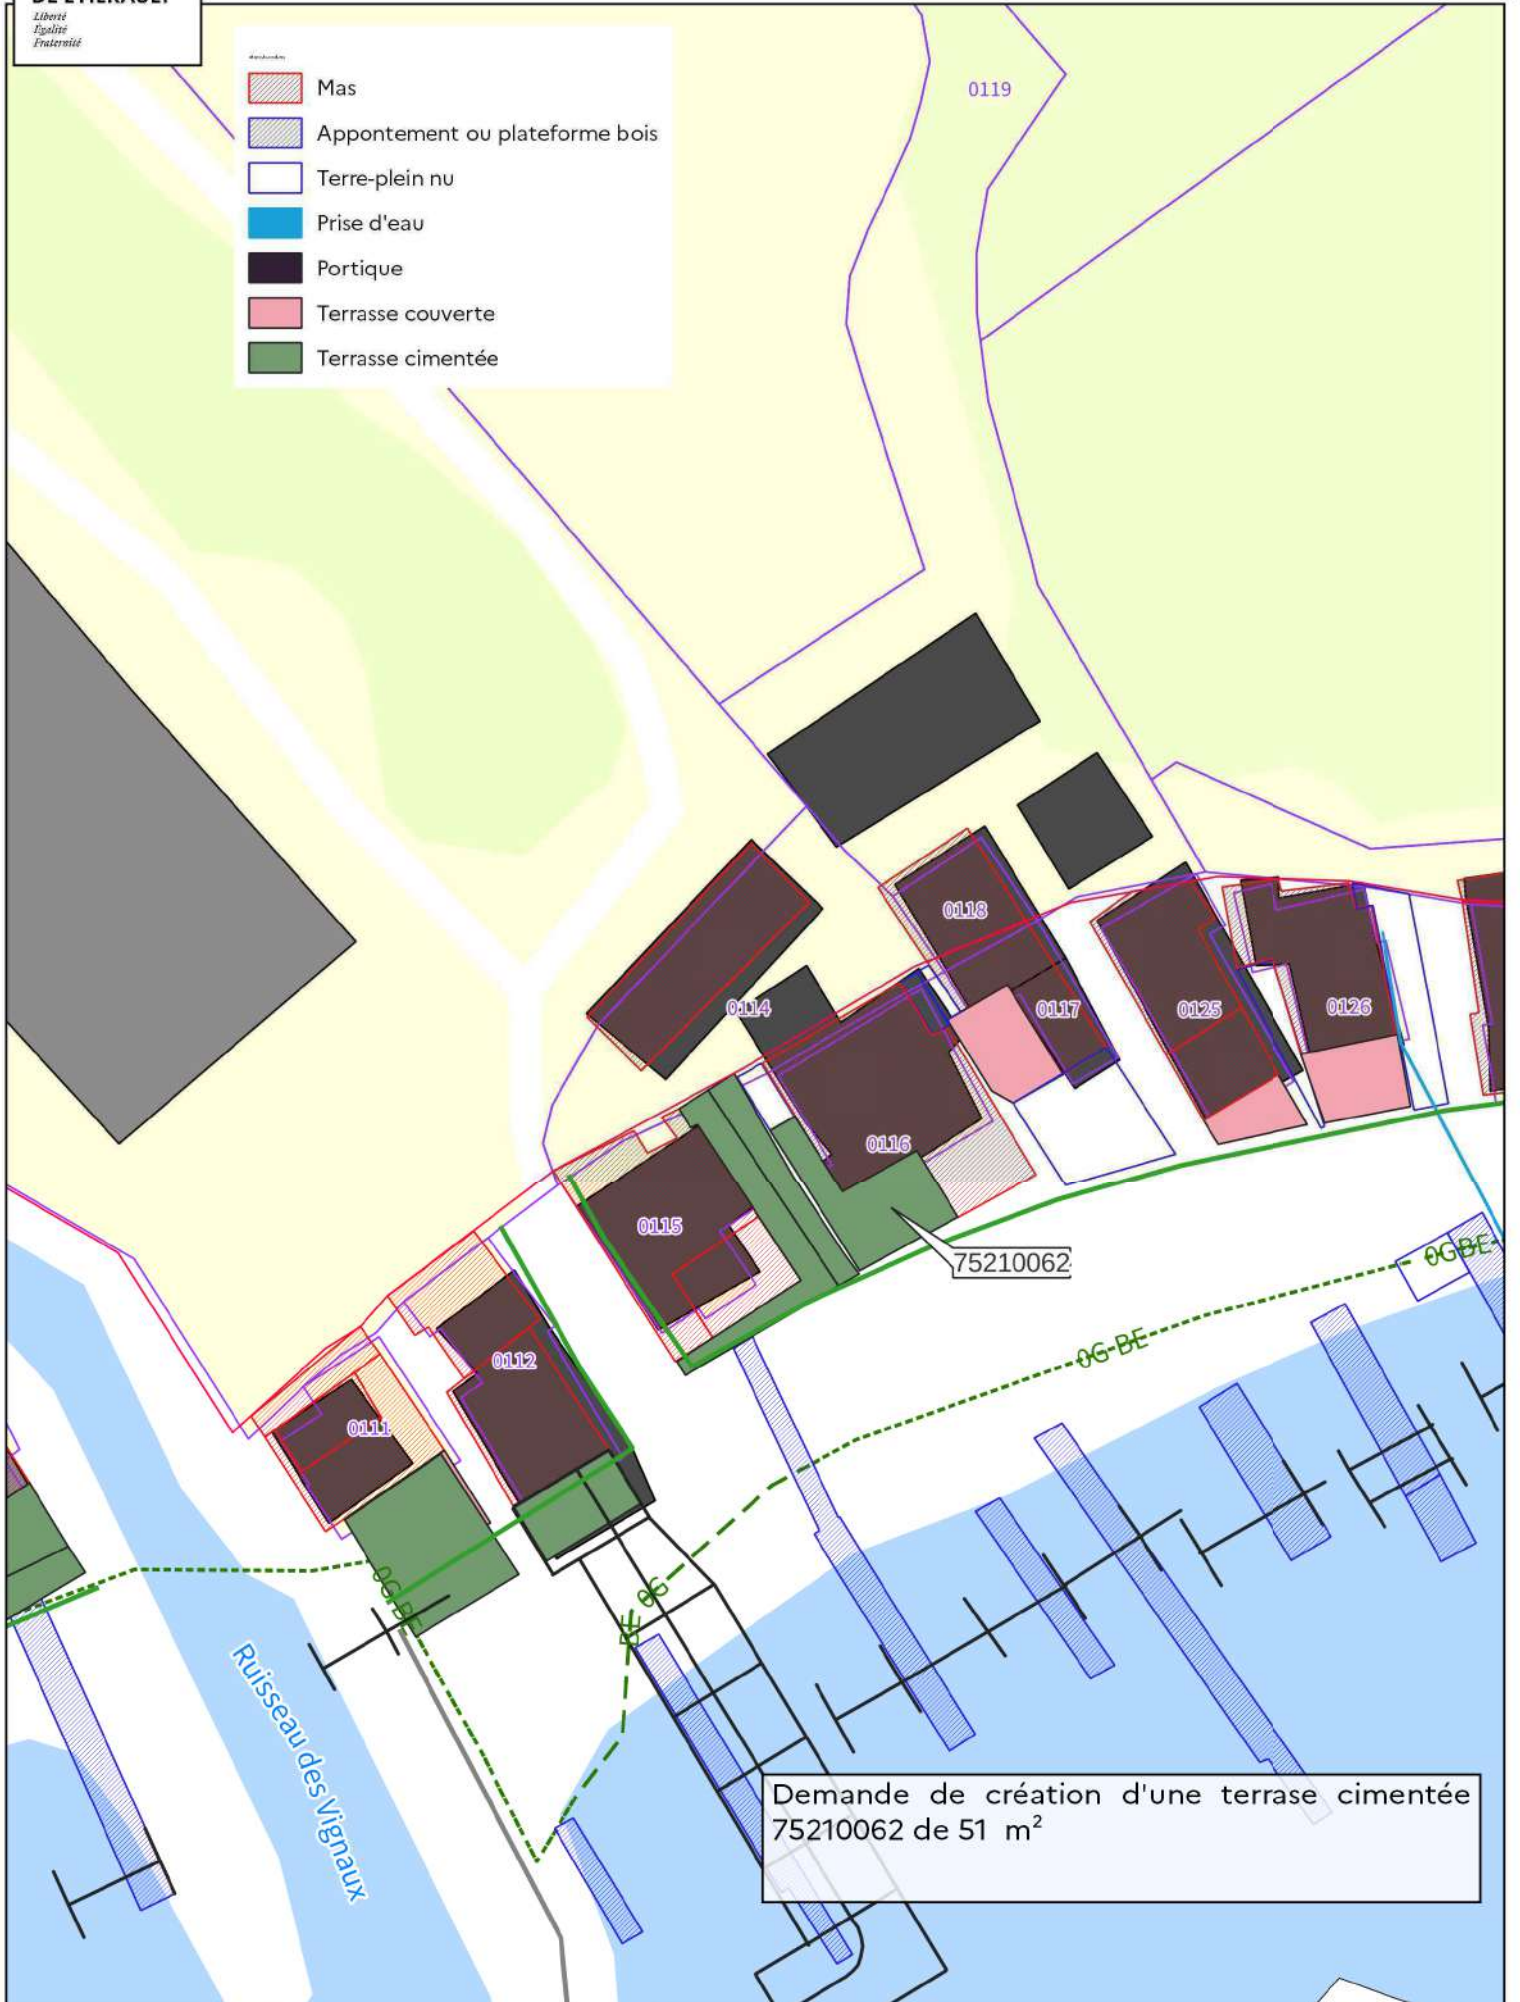 DE L'HÉRAULT
Liberté
Égalité
Fraternité
Mas
Appontement ou plateforme bois
Terre-plein nu
Prise d'eau
Portique
Terrasse couverte
Terrasse cimentée
0119
0118
0114
0117
0125
0126
0116
0115
75210062
0G BE
0G BE
0112
0111
0G BE
BE 0G
Ruisseau des Vignaux
Demande de création d'une terrase cimentée
75210062 de 51 m²